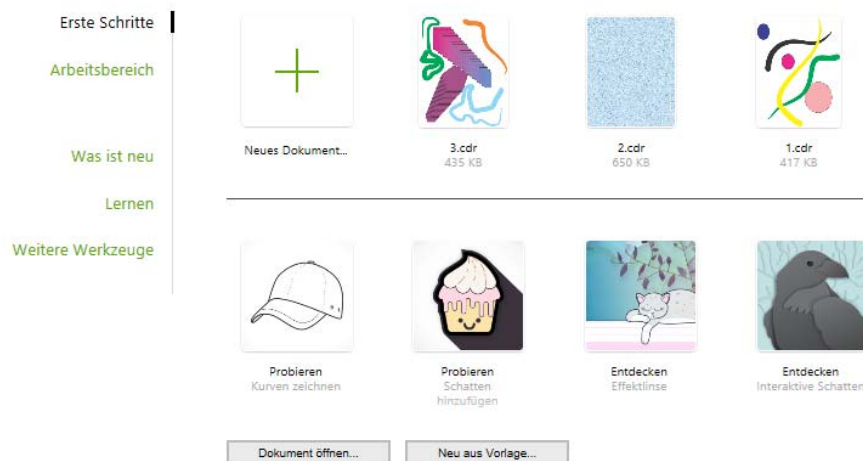 Erste Schritte
Arbeitsbereich
Was ist neu
Lernen
Weitere Werkzeuge
Neues Dokument...
3.cdr
435 KB
2.cdr
650 KB
1.cdr
417 KB
Probieren
Kurven zeichnen
Probieren
Schatten
hinzufügen
Entdecken
Effektlinse
Entdecken
Interaktive Schatten
Dokument öffnen...
Neu aus Vorlage...